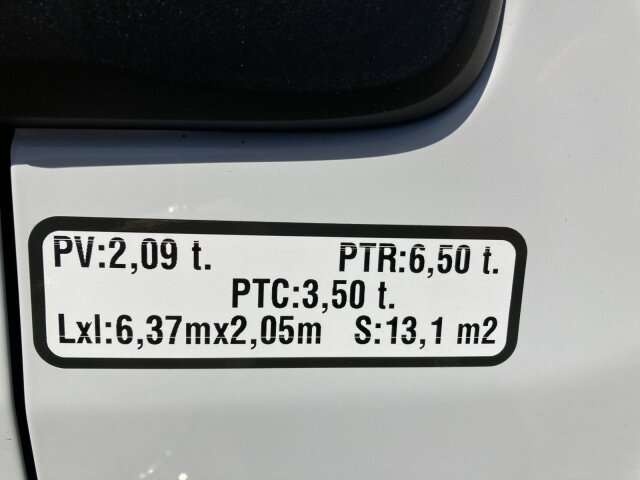 PV:2,09 t. PTR:6,50 t.
PTC:3,50 t.
Lxl:6,37mx2,05m S:13,1 m2